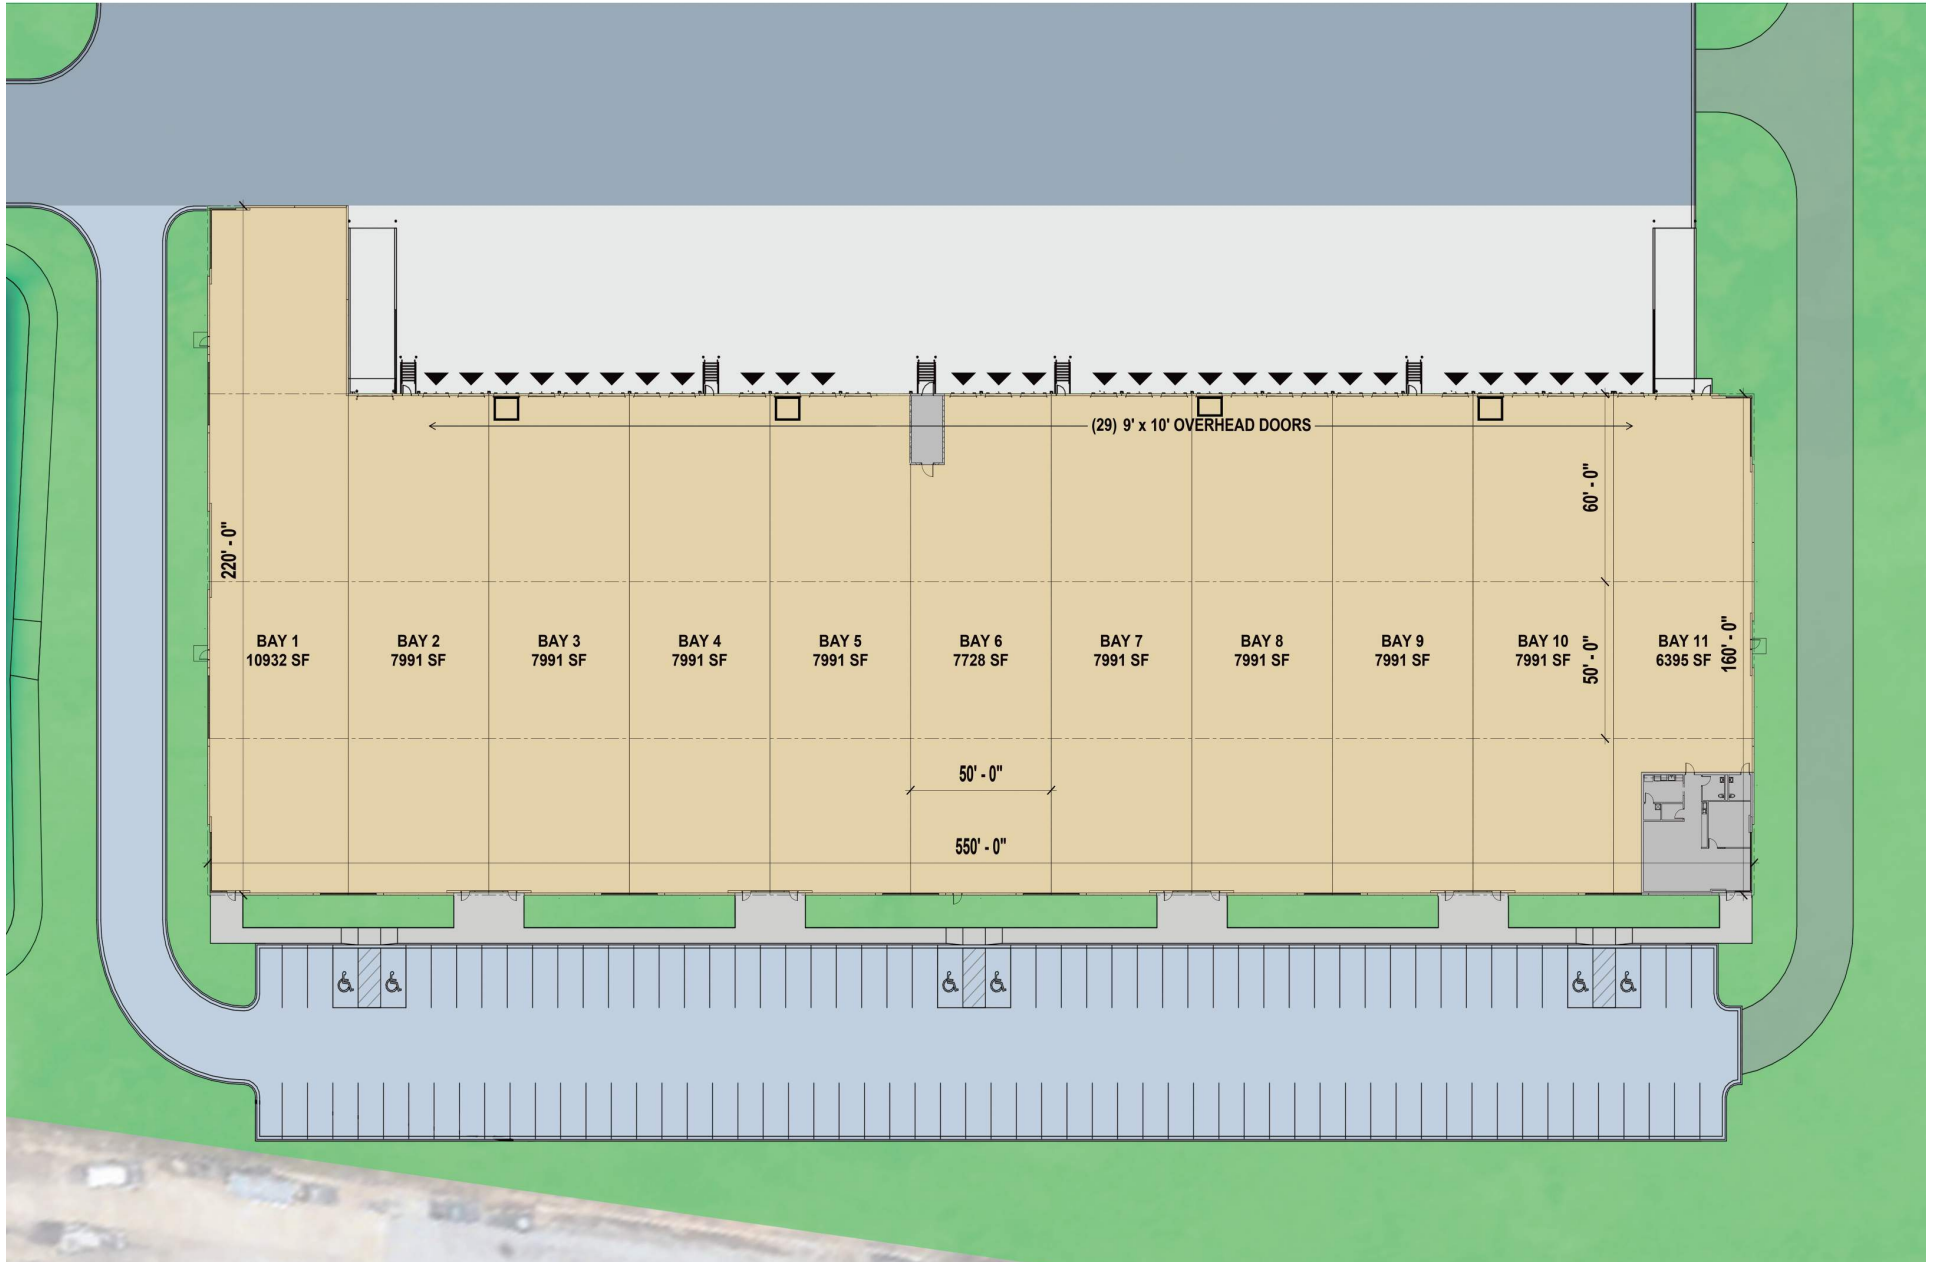 (29) 9' x 10' OVERHEAD DOORS
60' - 0"
220' - 0"
BAY 1
10932 SF
BAY 2
7991 SF
BAY 3
7991 SF
BAY 4
7991 SF
BAY 5
7991 SF
BAY 6
7728 SF
BAY 7
7991 SF
BAY 8
7991 SF
BAY 9
7991 SF
BAY 10
7991 SF
50' - 0"
BAY 11
6395 SF
160' - 0"
50' - 0"
550' - 0"